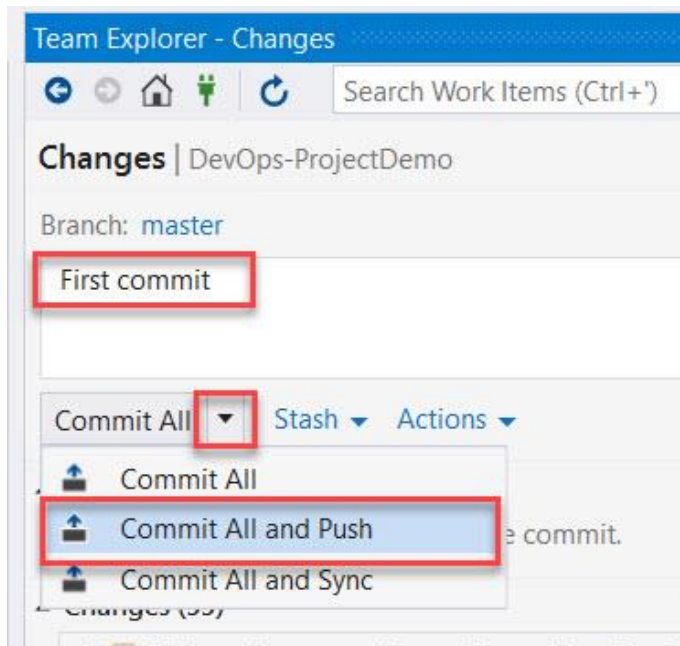 Team Explorer - Changes
Search Work Items (Ctrl+')
Changes | DevOps-ProjectDemo
Branch: master
First commit
Commit All Stash Actions
Commit All
Commit All and Push
e commit.
Commit All and Sync
Changes